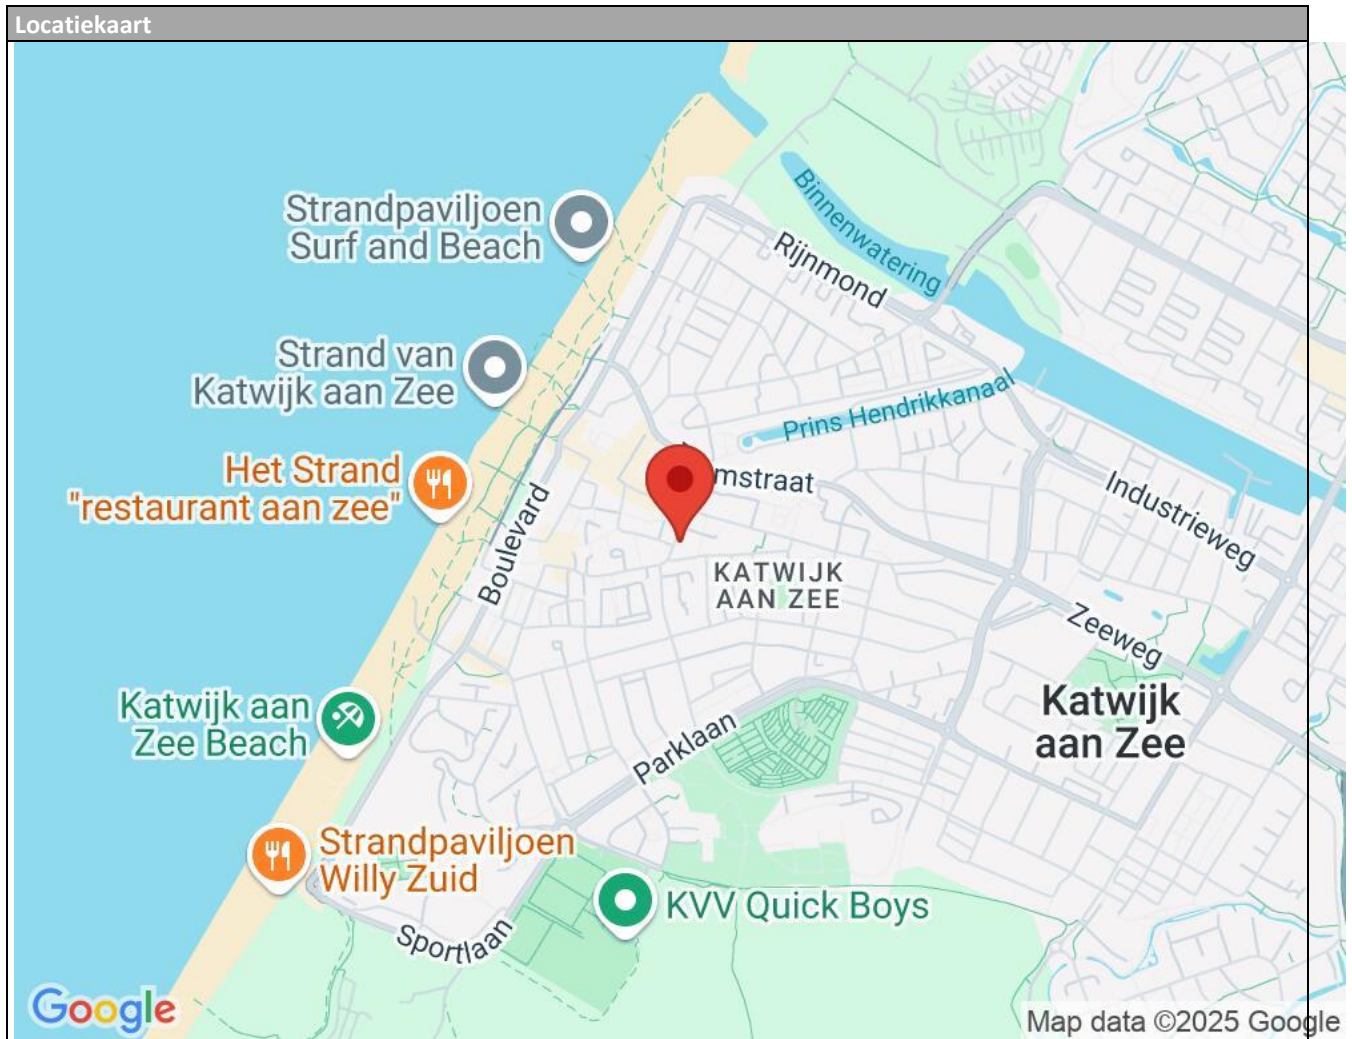 Locatiekaart
Strandpaviljoen
Surf and Beach
Binnenwatering
Rijnmond
Strand van
Katwijk aan Zee
Prins Hendrikkanaal
Het Strand
"restaurant aan zee"
Boulevard
mstraat
Industrieweg
KATWIJK
AAN ZEE
Zeeweg
Katwijk aan
Zee Beach
Parklaan
Katwijk
aan Zee
Strandpaviljoen
Willy Zuid
KVV Quick Boys
Sportlaan
Google
Map data ©2025 Google